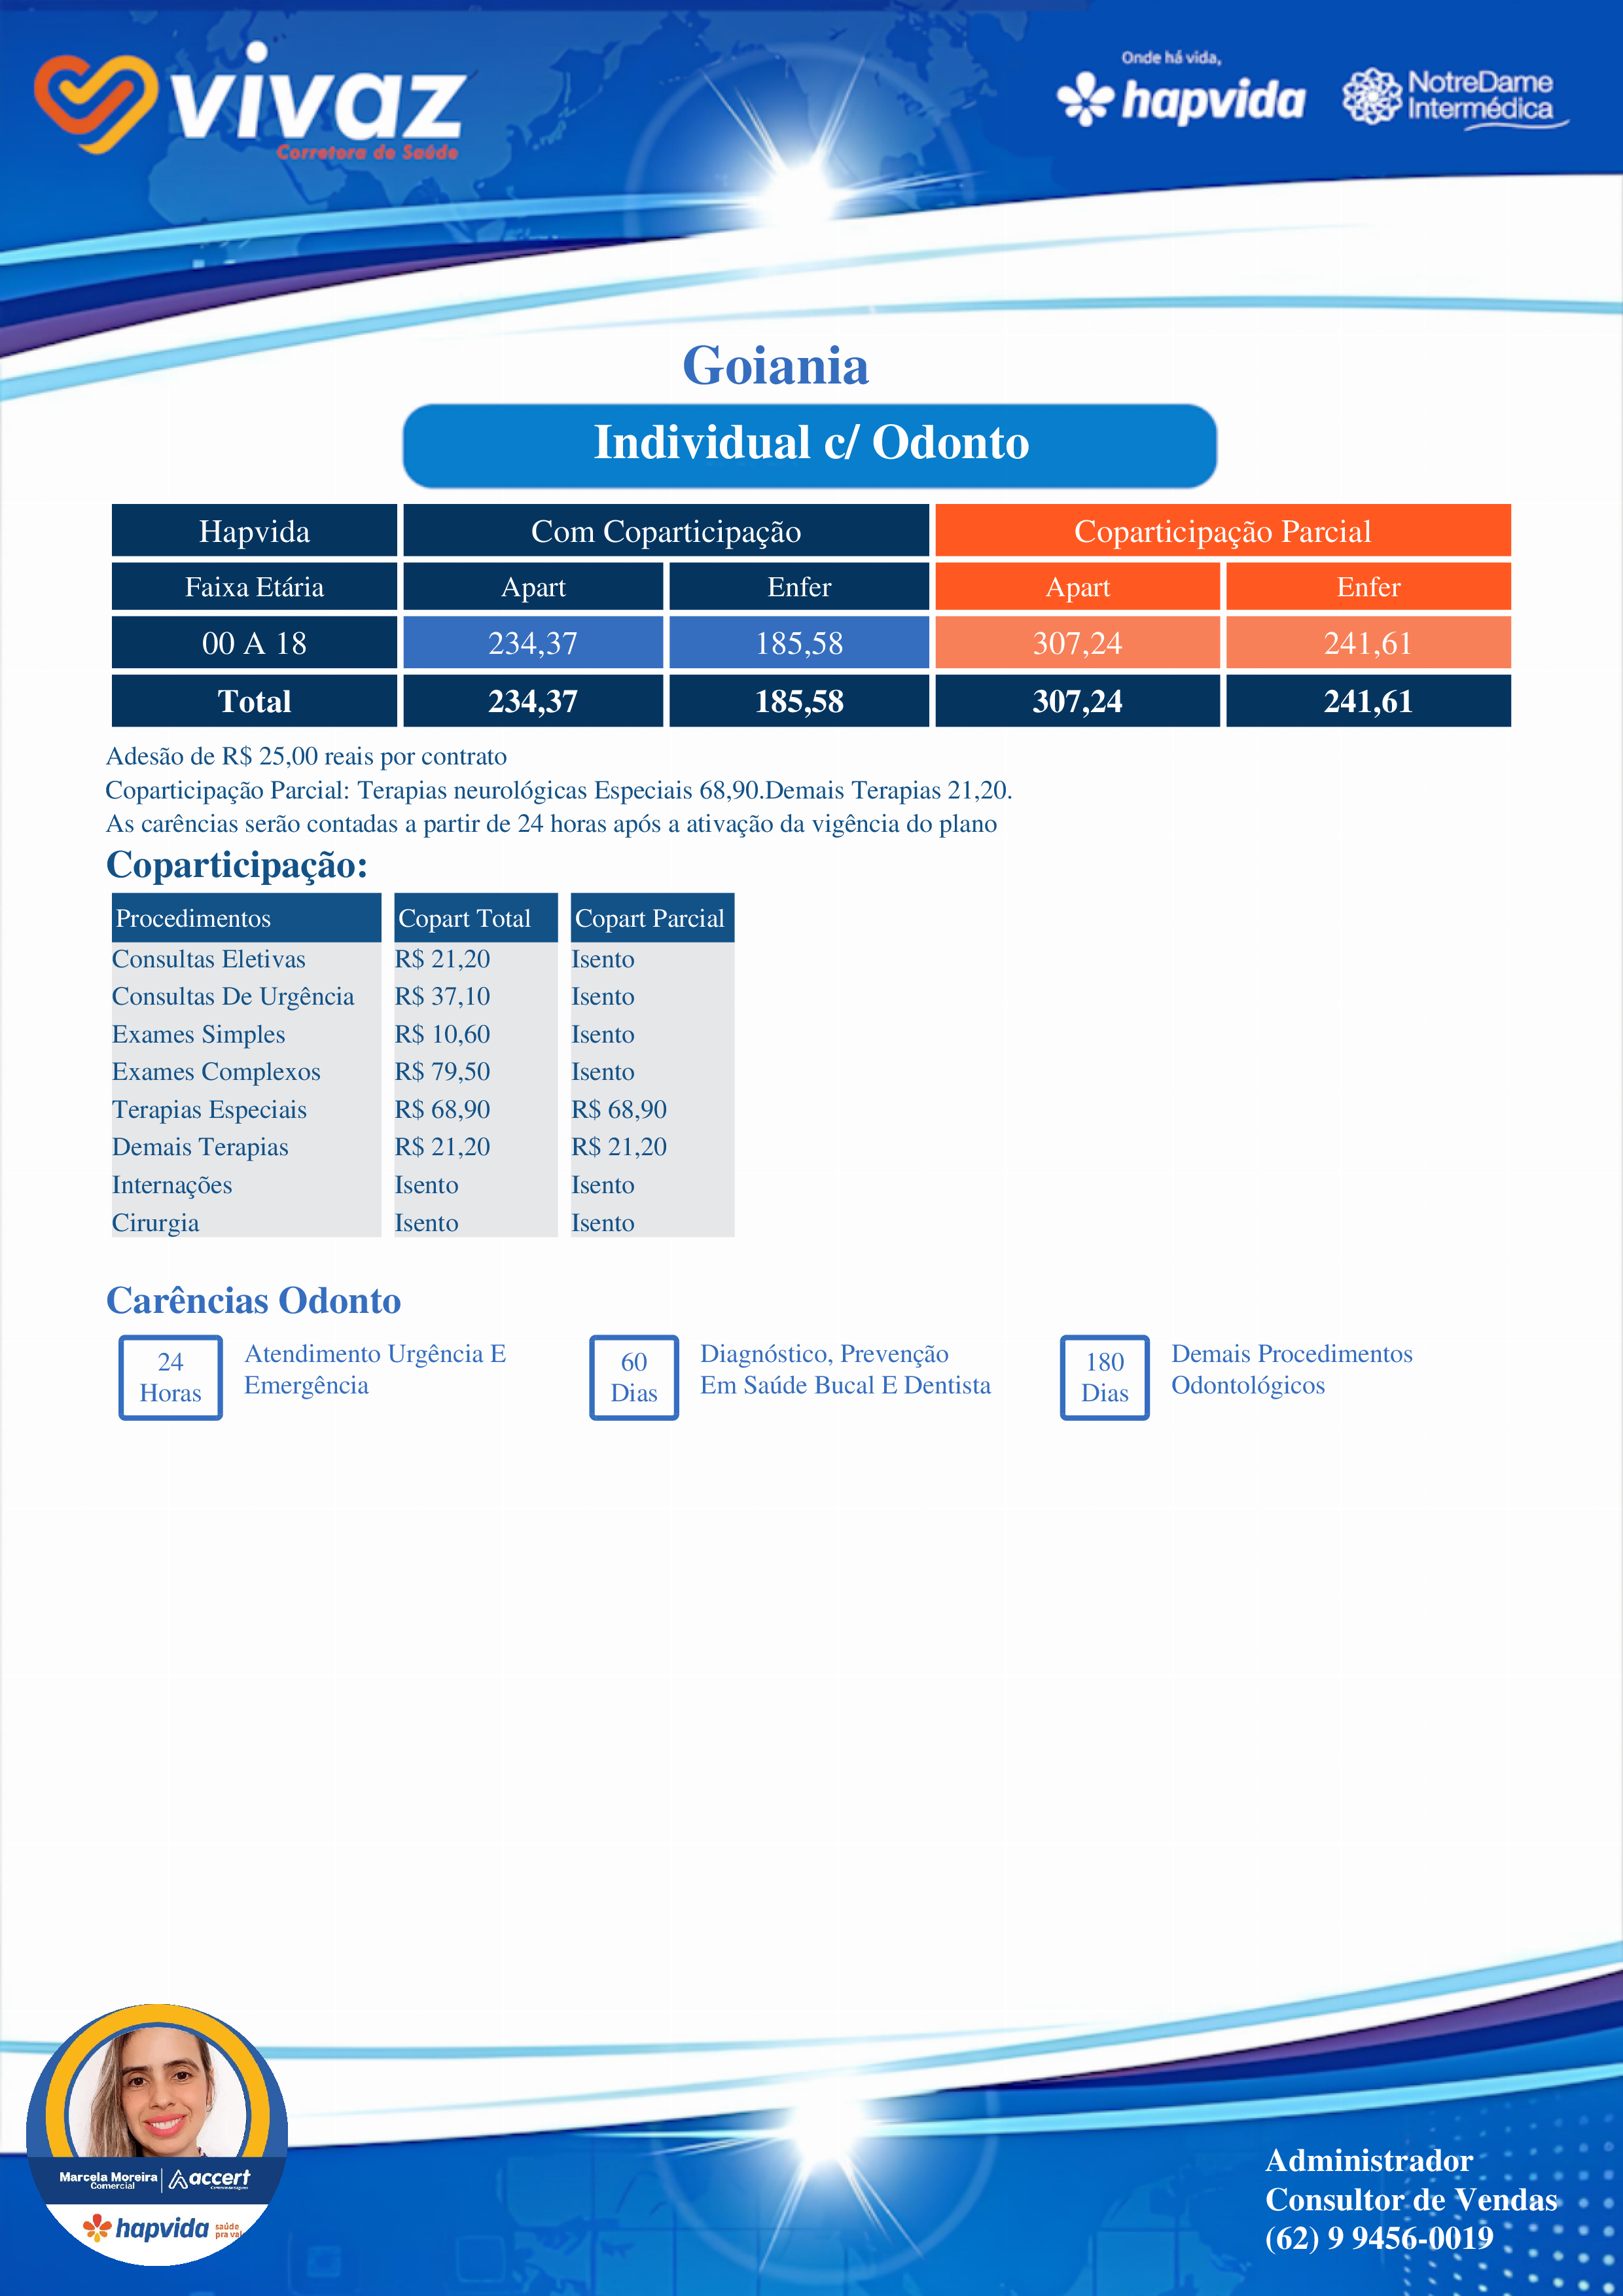 vivaz
Corretora de Saúde
Onde há vida,
hapvida
NotreDame
Intermédica
Goiania
Individual c/ Odonto
Hapvida Com Coparticipação Coparticipação Parcial
Faixa Etária Apart Enfer Apart Enfer
00 A 18 234,37 185,58 307,24 241,61
Total 234,37 185,58 307,24 241,61
Adesão de R$ 25,00 reais por contrato
Coparticipação Parcial: Terapias neurológicas Especiais 68,90.Demais Terapias 21,20.
As carências serão contadas a partir de 24 horas após a ativação da vigência do plano
Coparticipação:
Procedimentos Copart Total Copart Parcial
Consultas Eletivas R$ 21,20 Isento
Consultas De Urgência R$ 37,10 Isento
Exames Simples R$ 10,60 Isento
Exames Complexos R$ 79,50 Isento
Terapias Especiais R$ 68,90 R$ 68,90
Demais Terapias R$ 21,20 R$ 21,20
Internações Isento Isento
Cirurgia Isento Isento
Carências Odonto
24
Horas
Atendimento Urgência E
Emergência
60
Dias
Diagnóstico, Prevenção
Em Saúde Bucal E Dentista
180
Dias
Demais Procedimentos
Odontológicos
Marcela Moreira
Comercial
accert
hapvida
saúde
pra val
Administrador
Consultor de Vendas
(62) 9 9456-0019